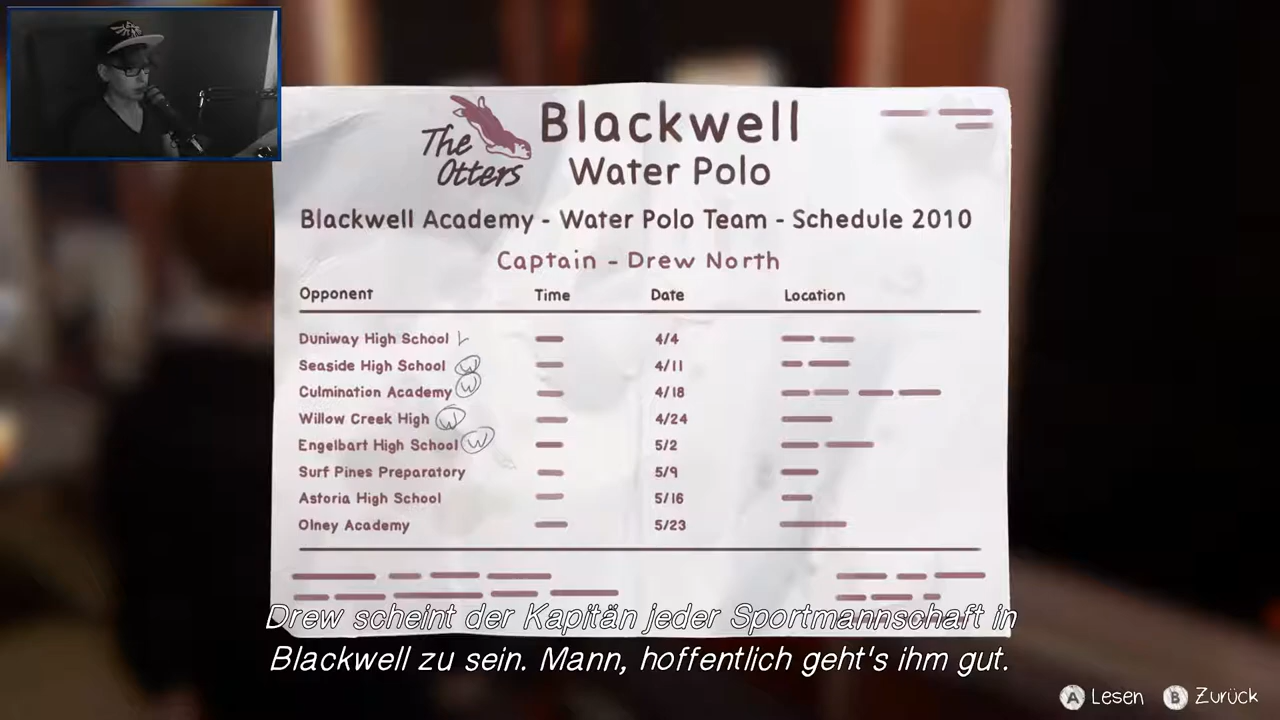 The
Otters
Blackwell
Water Polo
Blackwell Academy - Water Polo Team - Schedule 2010
Captain - Drew North
Opponent Time Date Location
Duniway High School L 4/4
Seaside High School W 4/11
Culmination Academy W 4/18
Willow Creek High W 4/24
Engelbart High School W 5/2
Surf Pines Preparatory 5/9
Astoria High School 5/16
Olney Academy 5/23
Drew scheint der Kapitän jeder Sportmannschaft in
Blackwell zu sein. Mann, hoffentlich geht's ihm gut.
A Lesen B Zurück